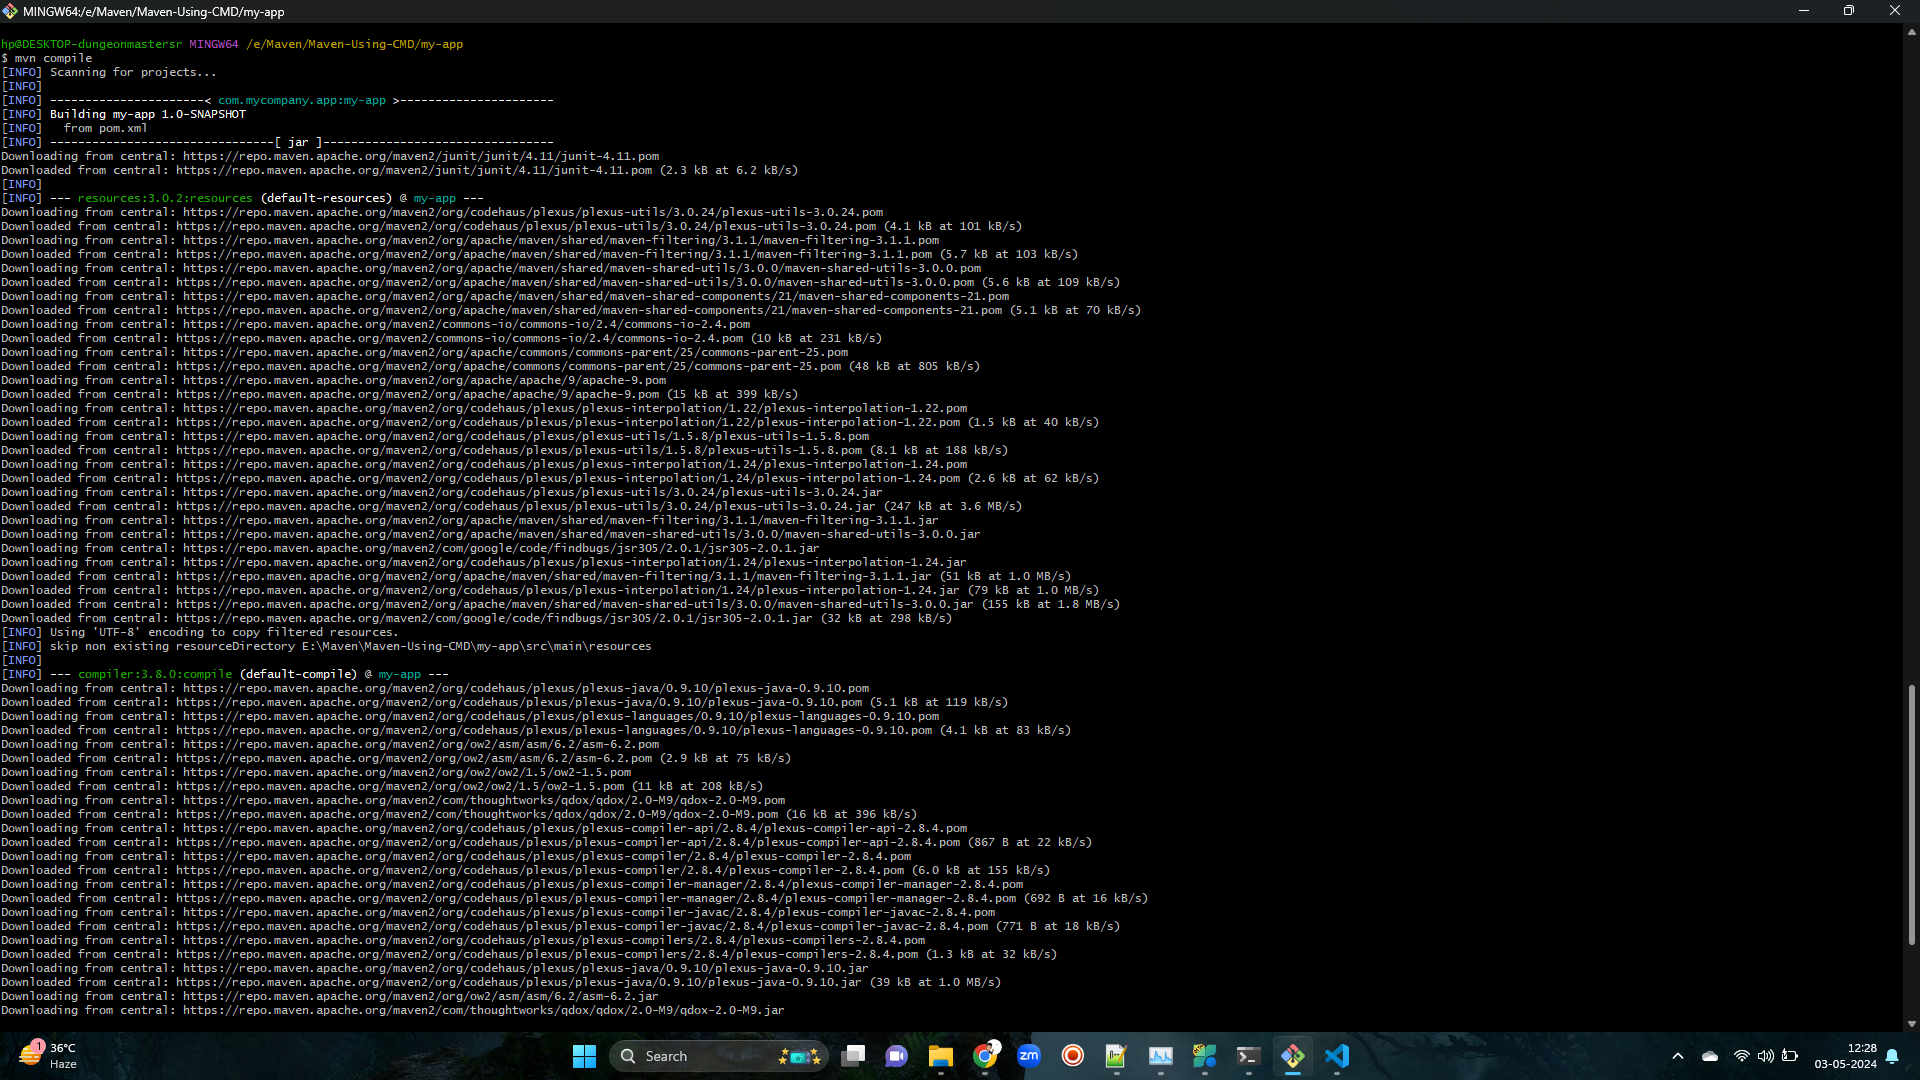 MINGW64:/e/Maven/Maven-Using-CMD/my-app
hp@DESKTOP-dungeonmastersr MINGW64 /e/Maven/Maven-Using-CMD/my-app
$ mvn compile
[INFO] Scanning for projects...
[INFO]
[INFO] ----------------------< com.mycompany.app:my-app >----------------------
[INFO] Building my-app 1.0-SNAPSHOT
[INFO]   from pom.xml
[INFO] --------------------------------[ jar ]---------------------------------
Downloading from central: https://repo.maven.apache.org/maven2/junit/junit/4.11/junit-4.11.pom
Downloaded from central: https://repo.maven.apache.org/maven2/junit/junit/4.11/junit-4.11.pom (2.3 kB at 6.2 kB/s)
[INFO]
[INFO] --- resources:3.0.2:resources (default-resources) @ my-app ---
Downloading from central: https://repo.maven.apache.org/maven2/org/codehaus/plexus/plexus-utils/3.0.24/plexus-utils-3.0.24.pom
Downloaded from central: https://repo.maven.apache.org/maven2/org/codehaus/plexus/plexus-utils/3.0.24/plexus-utils-3.0.24.pom (4.1 kB at 101 kB/s)
Downloading from central: https://repo.maven.apache.org/maven2/org/apache/maven/shared/maven-filtering/3.1.1/maven-filtering-3.1.1.pom
Downloaded from central: https://repo.maven.apache.org/maven2/org/apache/maven/shared/maven-filtering/3.1.1/maven-filtering-3.1.1.pom (5.7 kB at 103 kB/s)
Downloading from central: https://repo.maven.apache.org/maven2/org/apache/maven/shared/maven-shared-utils/3.0.0/maven-shared-utils-3.0.0.pom
Downloaded from central: https://repo.maven.apache.org/maven2/org/apache/maven/shared/maven-shared-utils/3.0.0/maven-shared-utils-3.0.0.pom (5.6 kB at 109 kB/s)
Downloading from central: https://repo.maven.apache.org/maven2/org/apache/maven/shared/maven-shared-components/21/maven-shared-components-21.pom
Downloaded from central: https://repo.maven.apache.org/maven2/org/apache/maven/shared/maven-shared-components/21/maven-shared-components-21.pom (5.1 kB at 70 kB/s)
Downloading from central: https://repo.maven.apache.org/maven2/commons-io/commons-io/2.4/commons-io-2.4.pom
Downloaded from central: https://repo.maven.apache.org/maven2/commons-io/commons-io/2.4/commons-io-2.4.pom (10 kB at 231 kB/s)
Downloading from central: https://repo.maven.apache.org/maven2/org/apache/commons/commons-parent/25/commons-parent-25.pom
Downloaded from central: https://repo.maven.apache.org/maven2/org/apache/commons/commons-parent/25/commons-parent-25.pom (48 kB at 805 kB/s)
Downloading from central: https://repo.maven.apache.org/maven2/org/apache/apache/9/apache-9.pom
Downloaded from central: https://repo.maven.apache.org/maven2/org/apache/apache/9/apache-9.pom (15 kB at 399 kB/s)
Downloading from central: https://repo.maven.apache.org/maven2/org/codehaus/plexus/plexus-interpolation/1.22/plexus-interpolation-1.22.pom
Downloaded from central: https://repo.maven.apache.org/maven2/org/codehaus/plexus/plexus-interpolation/1.22/plexus-interpolation-1.22.pom (1.5 kB at 40 kB/s)
Downloading from central: https://repo.maven.apache.org/maven2/org/codehaus/plexus/plexus-utils/1.5.8/plexus-utils-1.5.8.pom
Downloaded from central: https://repo.maven.apache.org/maven2/org/codehaus/plexus/plexus-utils/1.5.8/plexus-utils-1.5.8.pom (8.1 kB at 188 kB/s)
Downloading from central: https://repo.maven.apache.org/maven2/org/codehaus/plexus/plexus-interpolation/1.24/plexus-interpolation-1.24.pom
Downloaded from central: https://repo.maven.apache.org/maven2/org/codehaus/plexus/plexus-interpolation/1.24/plexus-interpolation-1.24.pom (2.6 kB at 62 kB/s)
Downloading from central: https://repo.maven.apache.org/maven2/org/codehaus/plexus/plexus-utils/3.0.24/plexus-utils-3.0.24.jar
Downloaded from central: https://repo.maven.apache.org/maven2/org/codehaus/plexus/plexus-utils/3.0.24/plexus-utils-3.0.24.jar (247 kB at 3.6 MB/s)
Downloading from central: https://repo.maven.apache.org/maven2/org/apache/maven/shared/maven-filtering/3.1.1/maven-filtering-3.1.1.jar
Downloading from central: https://repo.maven.apache.org/maven2/org/apache/maven/shared/maven-shared-utils/3.0.0/maven-shared-utils-3.0.0.jar
Downloading from central: https://repo.maven.apache.org/maven2/com/google/code/findbugs/jsr305/2.0.1/jsr305-2.0.1.jar
Downloading from central: https://repo.maven.apache.org/maven2/org/codehaus/plexus/plexus-interpolation/1.24/plexus-interpolation-1.24.jar
Downloaded from central: https://repo.maven.apache.org/maven2/org/apache/maven/shared/maven-filtering/3.1.1/maven-filtering-3.1.1.jar (51 kB at 1.0 MB/s)
Downloaded from central: https://repo.maven.apache.org/maven2/org/codehaus/plexus/plexus-interpolation/1.24/plexus-interpolation-1.24.jar (79 kB at 1.0 MB/s)
Downloaded from central: https://repo.maven.apache.org/maven2/org/apache/maven/shared/maven-shared-utils/3.0.0/maven-shared-utils-3.0.0.jar (155 kB at 1.8 MB/s)
Downloaded from central: https://repo.maven.apache.org/maven2/com/google/code/findbugs/jsr305/2.0.1/jsr305-2.0.1.jar (32 kB at 298 kB/s)
[INFO] Using 'UTF-8' encoding to copy filtered resources.
[INFO] skip non existing resourceDirectory E:\Maven\Maven-Using-CMD\my-app\src\main\resources
[INFO]
[INFO] --- compiler:3.8.0:compile (default-compile) @ my-app ---
Downloading from central: https://repo.maven.apache.org/maven2/org/codehaus/plexus/plexus-java/0.9.10/plexus-java-0.9.10.pom
Downloaded from central: https://repo.maven.apache.org/maven2/org/codehaus/plexus/plexus-java/0.9.10/plexus-java-0.9.10.pom (5.1 kB at 119 kB/s)
Downloading from central: https://repo.maven.apache.org/maven2/org/codehaus/plexus/plexus-languages/0.9.10/plexus-languages-0.9.10.pom
Downloaded from central: https://repo.maven.apache.org/maven2/org/codehaus/plexus/plexus-languages/0.9.10/plexus-languages-0.9.10.pom (4.1 kB at 83 kB/s)
Downloading from central: https://repo.maven.apache.org/maven2/org/ow2/asm/asm/6.2/asm-6.2.pom
Downloaded from central: https://repo.maven.apache.org/maven2/org/ow2/asm/asm/6.2/asm-6.2.pom (2.9 kB at 75 kB/s)
Downloading from central: https://repo.maven.apache.org/maven2/org/ow2/ow2/1.5/ow2-1.5.pom
Downloaded from central: https://repo.maven.apache.org/maven2/org/ow2/ow2/1.5/ow2-1.5.pom (11 kB at 208 kB/s)
Downloading from central: https://repo.maven.apache.org/maven2/com/thoughtworks/qdox/qdox/2.0-M9/qdox-2.0-M9.pom
Downloaded from central: https://repo.maven.apache.org/maven2/com/thoughtworks/qdox/qdox/2.0-M9/qdox-2.0-M9.pom (16 kB at 396 kB/s)
Downloading from central: https://repo.maven.apache.org/maven2/org/codehaus/plexus/plexus-compiler-api/2.8.4/plexus-compiler-api-2.8.4.pom
Downloaded from central: https://repo.maven.apache.org/maven2/org/codehaus/plexus/plexus-compiler-api/2.8.4/plexus-compiler-api-2.8.4.pom (867 B at 22 kB/s)
Downloading from central: https://repo.maven.apache.org/maven2/org/codehaus/plexus/plexus-compiler/2.8.4/plexus-compiler-2.8.4.pom
Downloaded from central: https://repo.maven.apache.org/maven2/org/codehaus/plexus/plexus-compiler/2.8.4/plexus-compiler-2.8.4.pom (6.0 kB at 155 kB/s)
Downloading from central: https://repo.maven.apache.org/maven2/org/codehaus/plexus/plexus-compiler-manager/2.8.4/plexus-compiler-manager-2.8.4.pom
Downloaded from central: https://repo.maven.apache.org/maven2/org/codehaus/plexus/plexus-compiler-manager/2.8.4/plexus-compiler-manager-2.8.4.pom (692 B at 16 kB/s)
Downloading from central: https://repo.maven.apache.org/maven2/org/codehaus/plexus/plexus-compiler-javac/2.8.4/plexus-compiler-javac-2.8.4.pom
Downloaded from central: https://repo.maven.apache.org/maven2/org/codehaus/plexus/plexus-compiler-javac/2.8.4/plexus-compiler-javac-2.8.4.pom (771 B at 18 kB/s)
Downloading from central: https://repo.maven.apache.org/maven2/org/codehaus/plexus/plexus-compilers/2.8.4/plexus-compilers-2.8.4.pom
Downloaded from central: https://repo.maven.apache.org/maven2/org/codehaus/plexus/plexus-compilers/2.8.4/plexus-compilers-2.8.4.pom (1.3 kB at 32 kB/s)
Downloading from central: https://repo.maven.apache.org/maven2/org/codehaus/plexus/plexus-java/0.9.10/plexus-java-0.9.10.jar
Downloaded from central: https://repo.maven.apache.org/maven2/org/codehaus/plexus/plexus-java/0.9.10/plexus-java-0.9.10.jar (39 kB at 1.0 MB/s)
Downloading from central: https://repo.maven.apache.org/maven2/org/ow2/asm/asm/6.2/asm-6.2.jar
Downloading from central: https://repo.maven.apache.org/maven2/com/thoughtworks/qdox/qdox/2.0-M9/qdox-2.0-M9.jar
1
36°C
Haze
Search
zm
12:28
03-05-2024